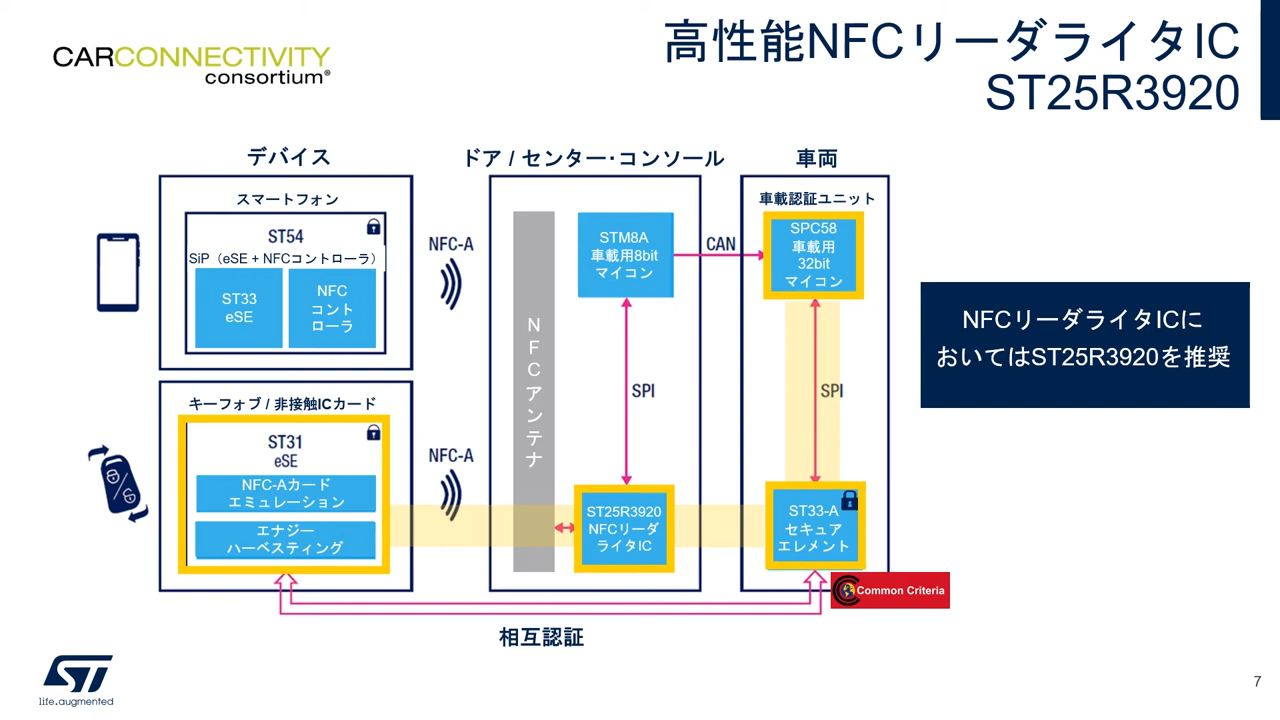 CARCONNECTIVITY
consortium®
高性能NFCリーダライタIC
ST25R3920
デバイス
スマートフォン
ST54
SiP（eSE + NFCコントローラ）
ST33
eSE
NFC
コント
ローラ
キーフォブ / 非接触ICカード
ST31
eSE
NFC-Aカード
エミュレーション
エナジー
ハーベスティング
NFC-A
NFC-A
ドア / センター･コンソール
NFCアンテナ
STM8A
車載用8bit
マイコン
SPI
ST25R3920
NFCリーダ
ライタIC
CAN
車両
車載認証ユニット
SPC58
車載用
32bit
マイコン
SPI
ST33-A
セキュア
エレメント
Common Criteria
相互認証
NFCリーダライタICに
おいてはST25R3920を推奨
ST
life.augmented
7